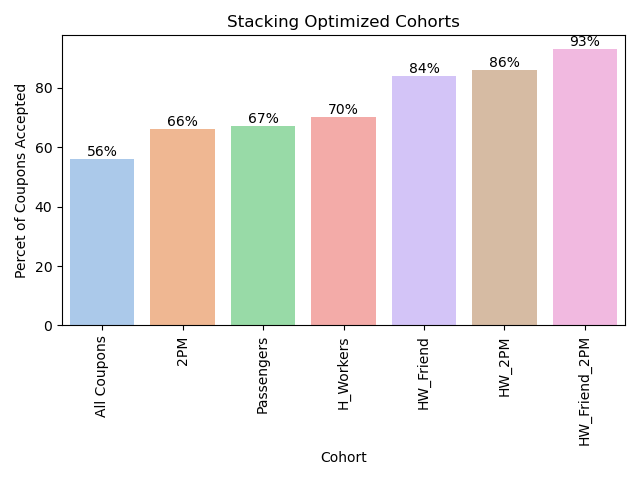 Stacking Optimized Cohorts
Percet of Coupons Accepted
80
60
40
20
0
56%
66%
67%
70%
84%
86%
93%
All Coupons
2PM
Passengers
H_Workers
HW_Friend
HW_2PM
HW_Friend_2PM
Cohort